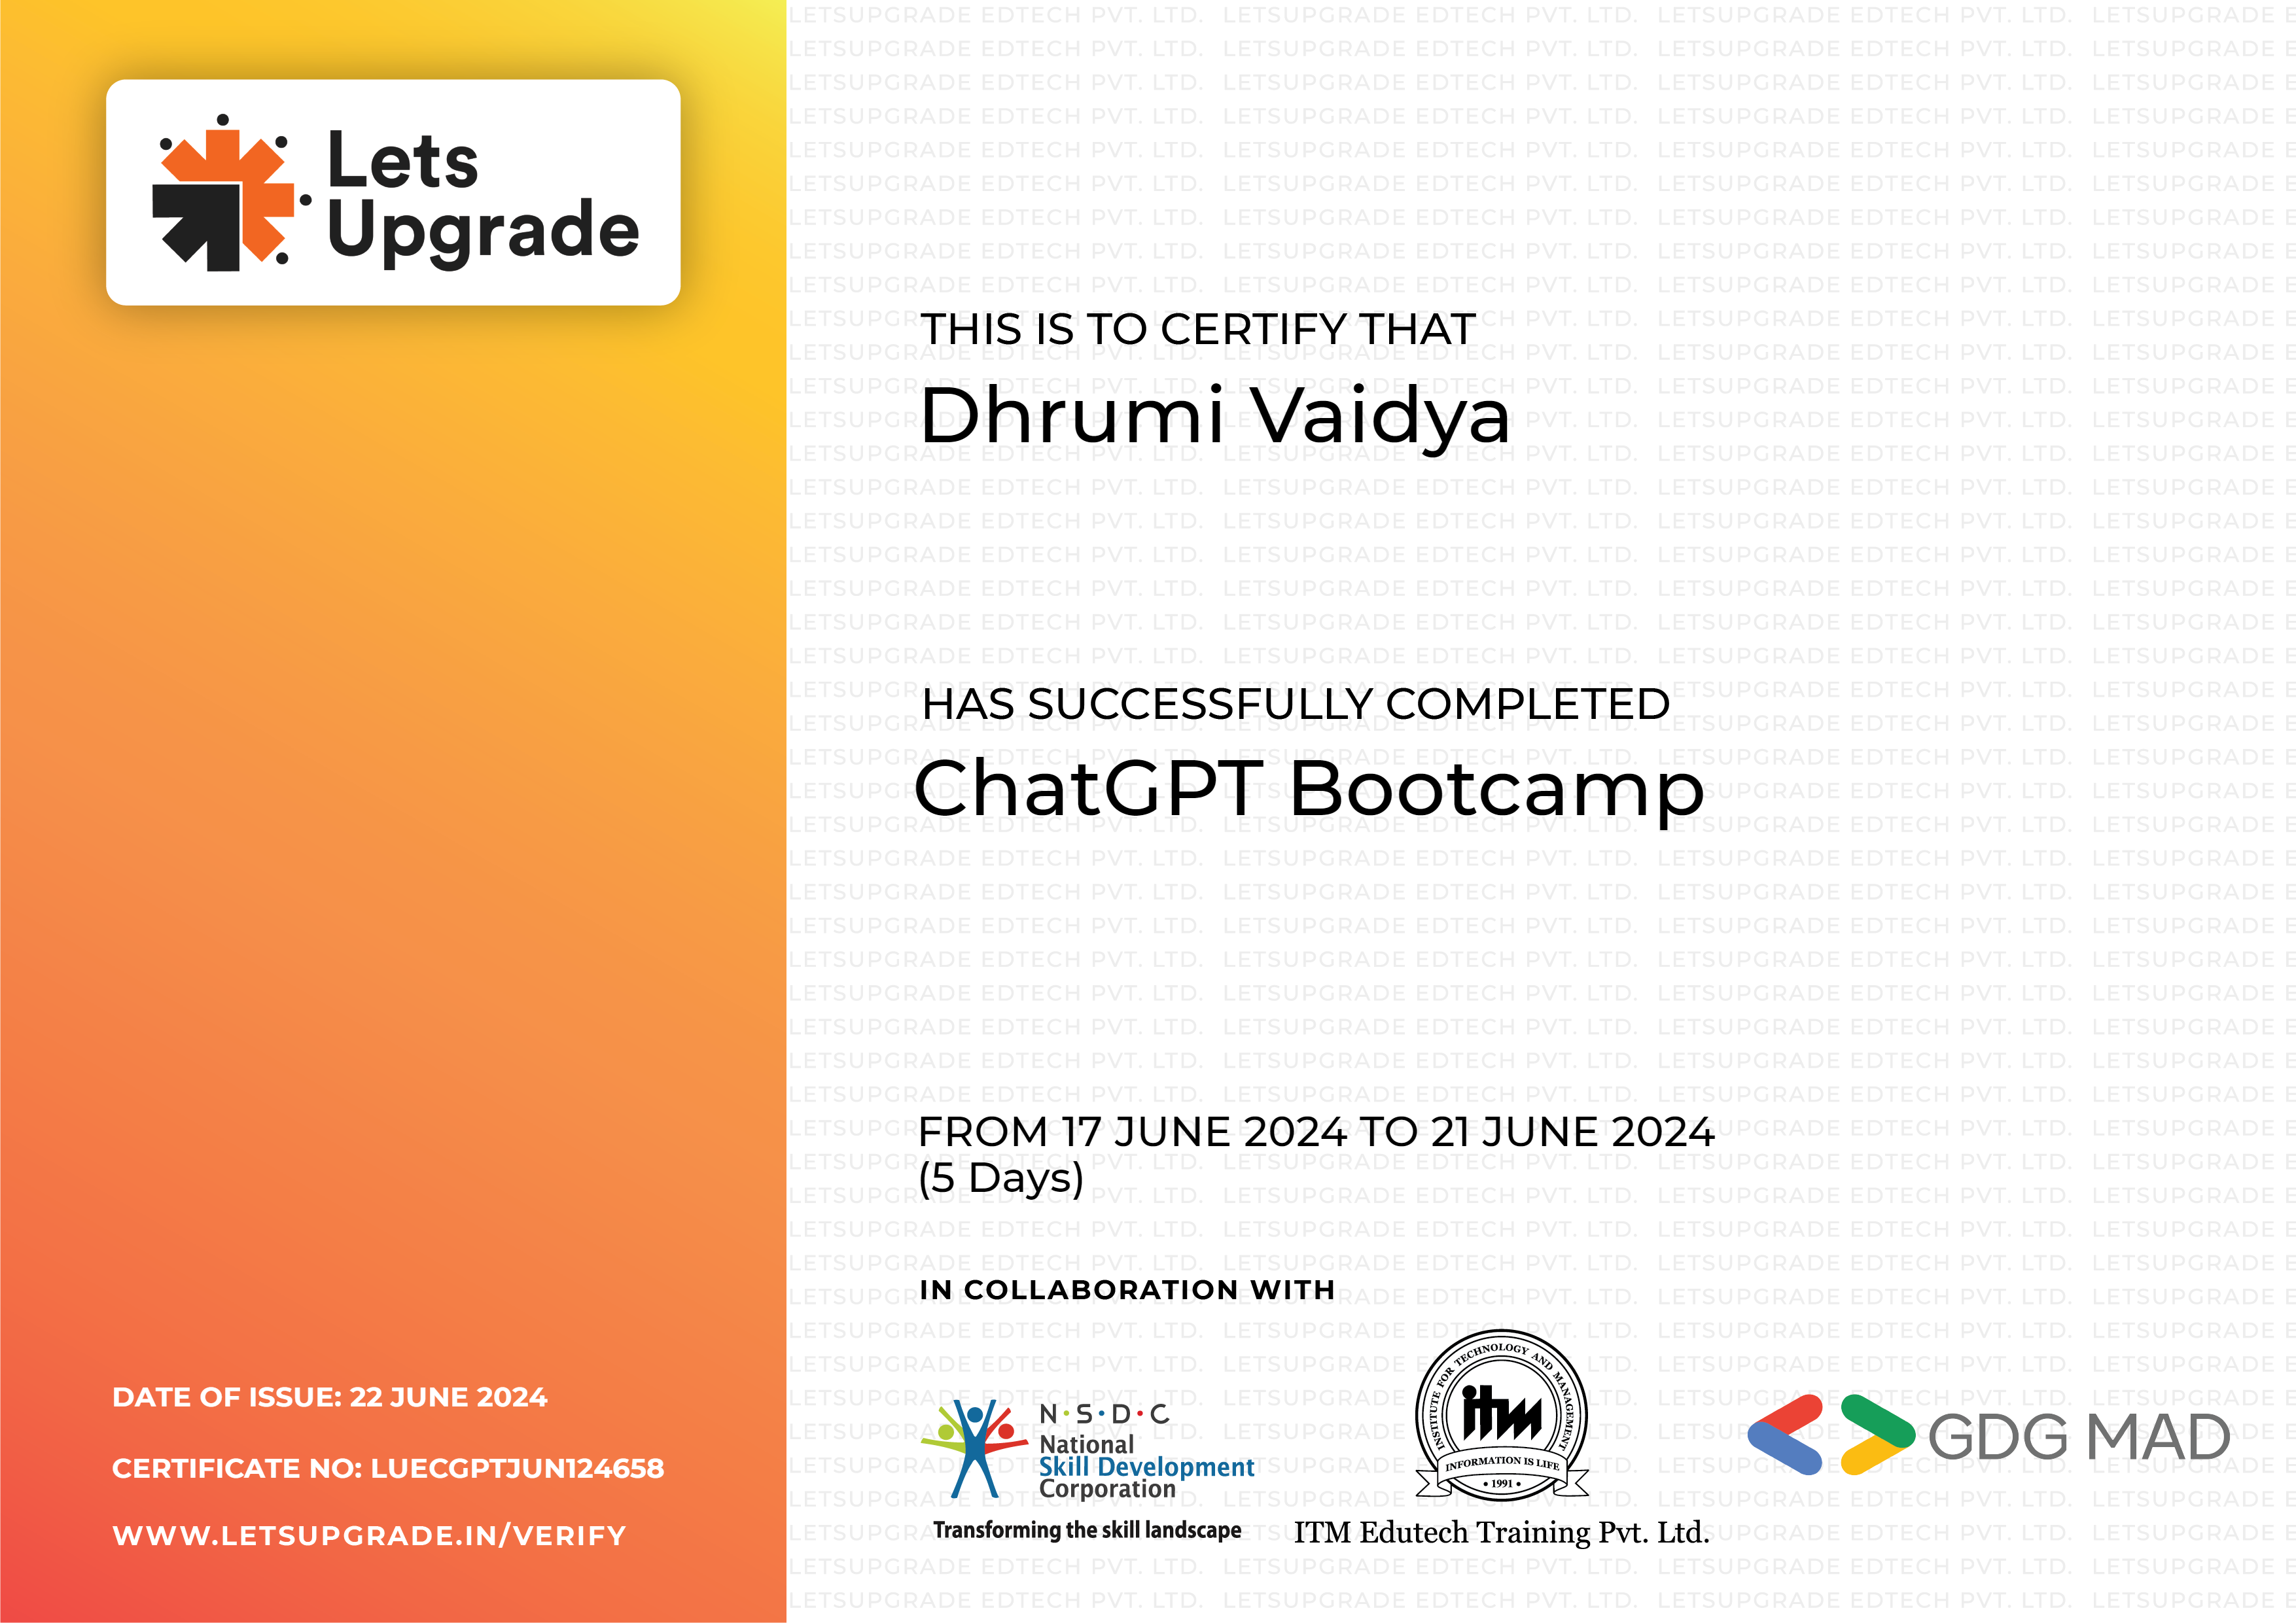 Lets
Upgrade
THIS IS TO CERTIFY THAT
Dhrumi Vaidya
HAS SUCCESSFULLY COMPLETED
ChatGPT Bootcamp
FROM 17 JUNE 2024 TO 21 JUNE 2024
(5 Days)
IN COLLABORATION WITH
N·S·D·C
National
Skill Development
Corporation
Transforming the skill landscape
INSTITUTE FOR TECHNOLOGY AND MANAGEMENT
itm
INFORMATION IS LIFE
• 1991 •
ITM Edutech Training Pvt. Ltd.
GDG MAD
DATE OF ISSUE: 22 JUNE 2024
CERTIFICATE NO: LUECGPTJUN124658
WWW.LETSUPGRADE.IN/VERIFY
LETSUPGRADE EDTECH PVT. LTD.